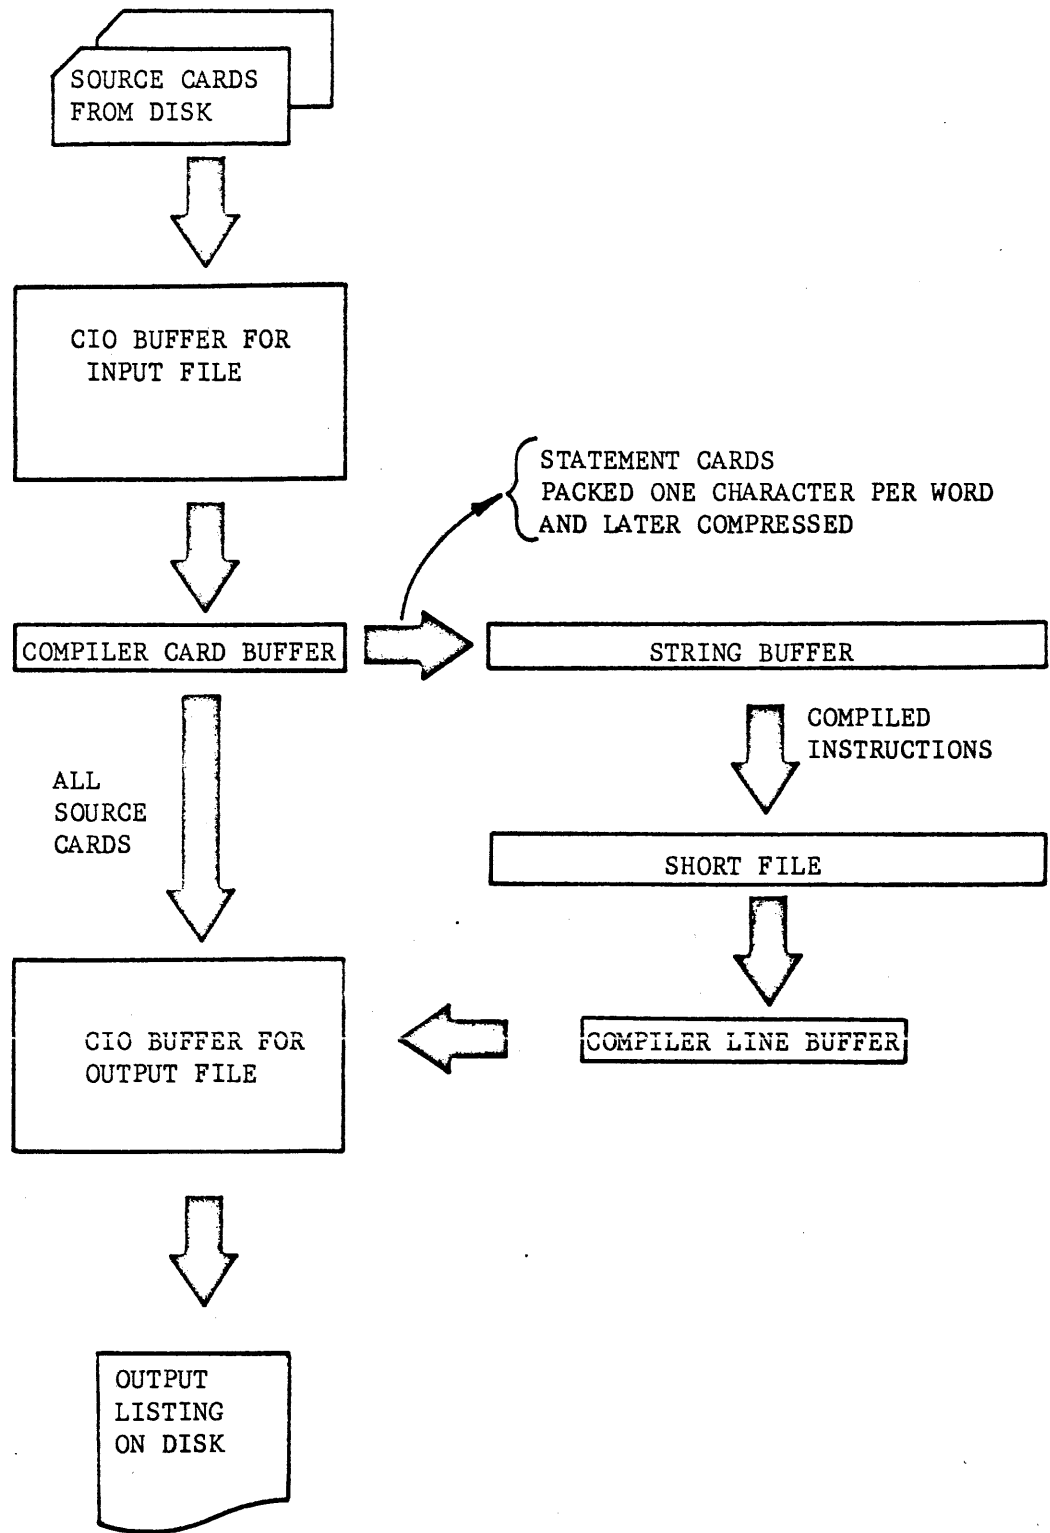 SOURCE CARDS
FROM DISK
CIO BUFFER FOR
INPUT FILE
STATEMENT CARDS
PACKED ONE CHARACTER PER WORD
AND LATER COMPRESSED
COMPILER CARD BUFFER
STRING BUFFER
COMPILED
INSTRUCTIONS
ALL
SOURCE
CARDS
SHORT FILE
CIO BUFFER FOR
OUTPUT FILE
COMPILER LINE BUFFER
OUTPUT
LISTING
ON DISK